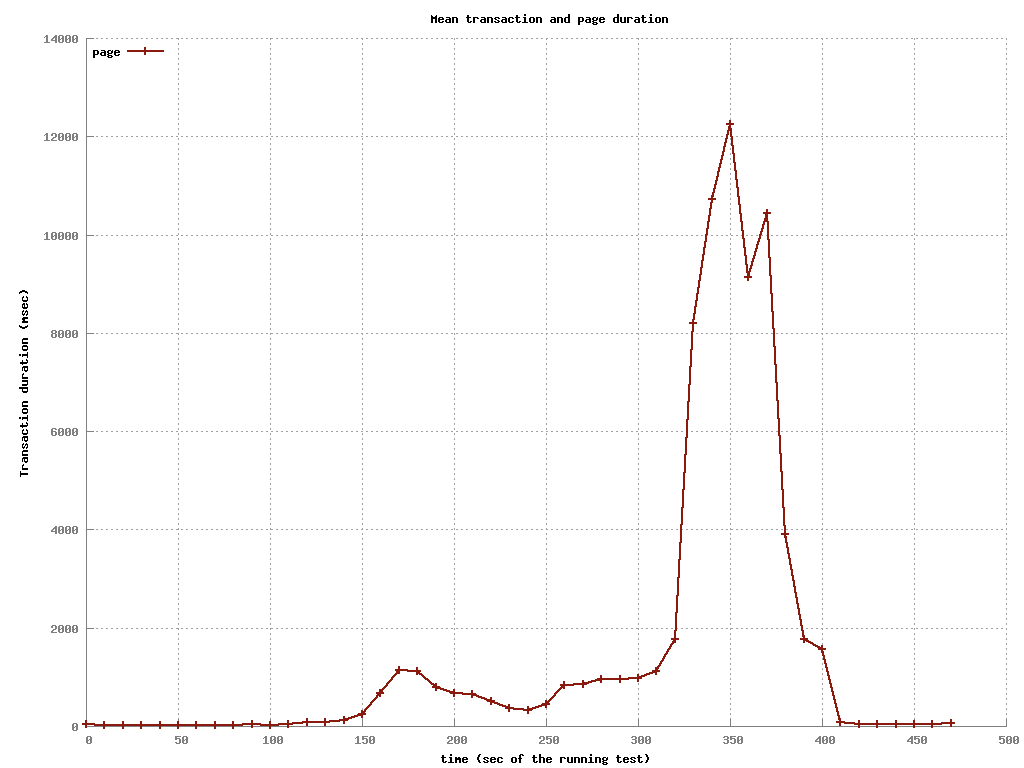 Mean transaction and page duration
14000
page
12000
10000
8000
6000
4000
2000
0
Transaction duration (msec)
0 50 100 150 200 250 300 350 400 450 500
time (sec of the running test)